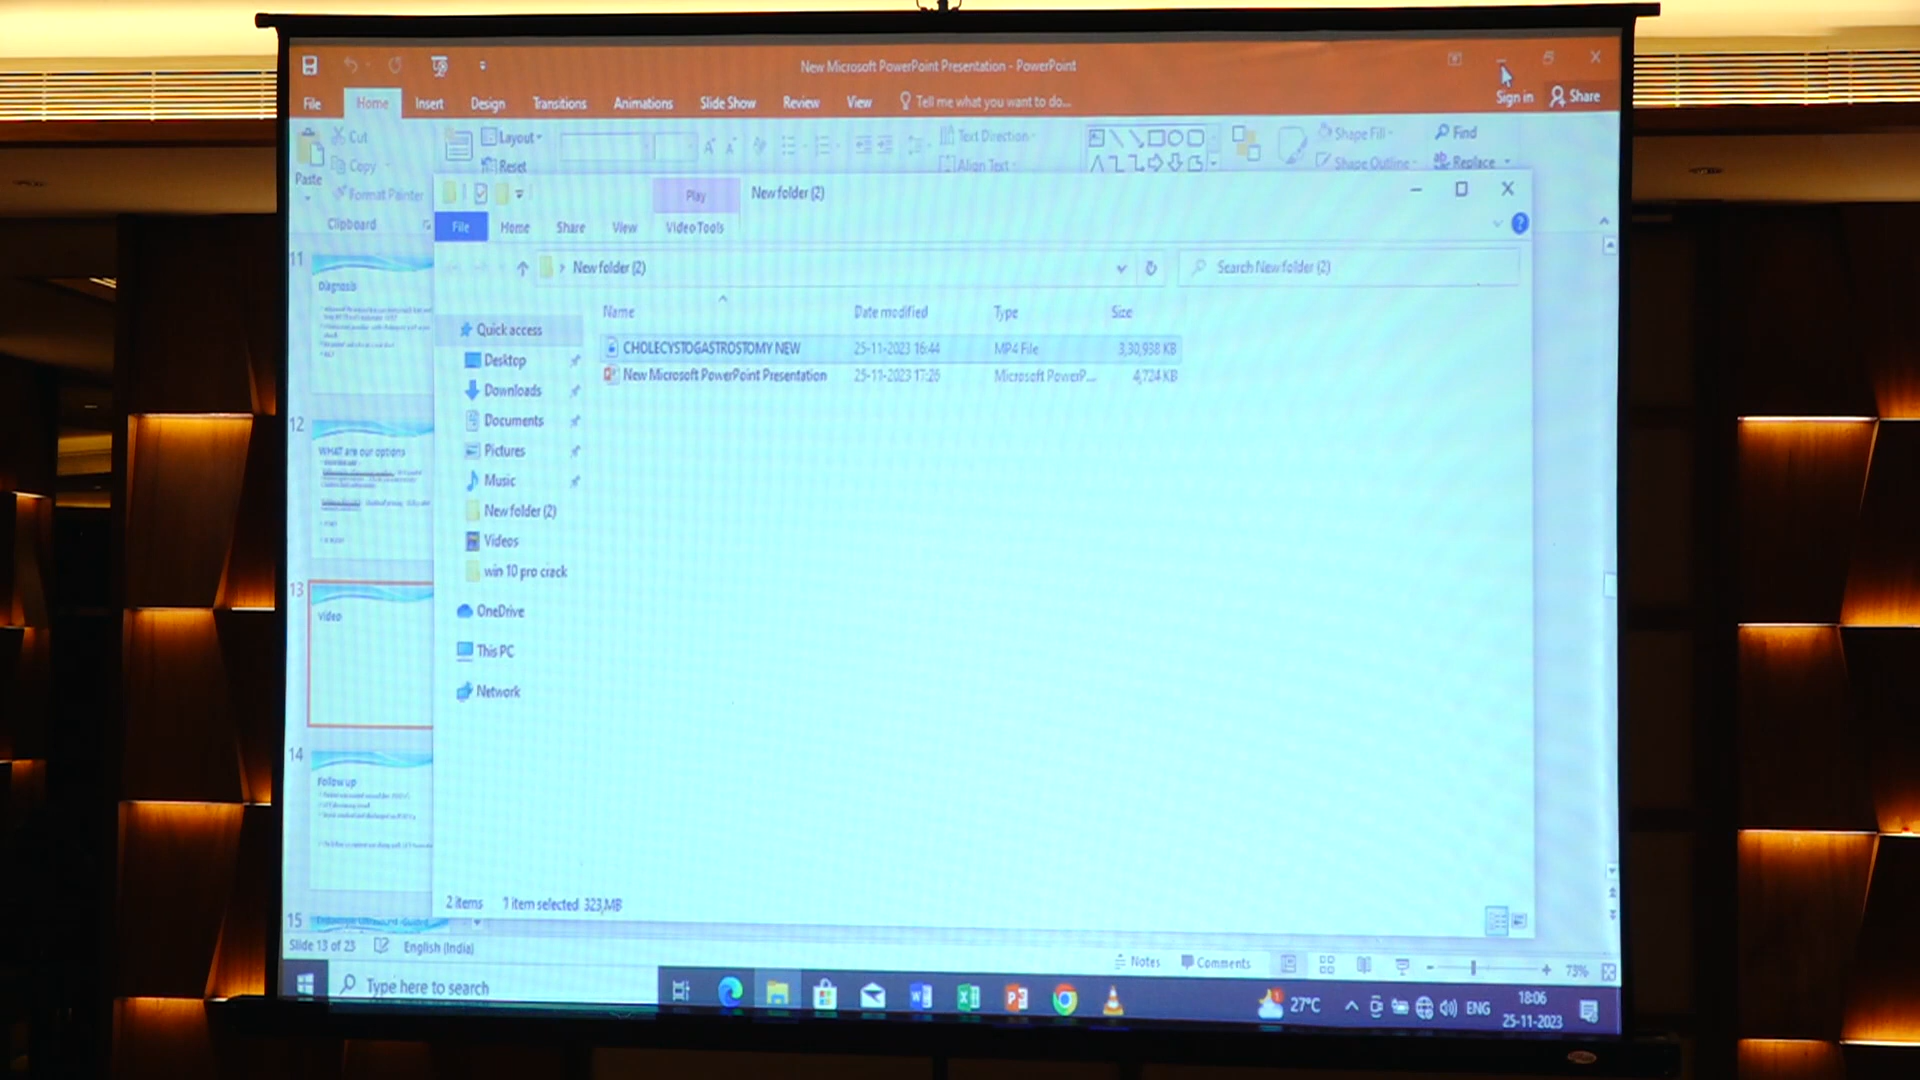 New Microsoft PowerPoint Presentation - PowerPoint
File Home Insert Design Transitions Animations Slide Show Review View Tell me what you want to do... Sign in Share
Cut
Copy
Paste
Format Painter
Clipboard
Layout
Reset
Text Direction
Align Text
Shape Fill
Shape Outline
Find
Replace
Play New folder (2)
File Home Share View Video Tools
New folder (2)
Search New folder (2)
Name Date modified Type Size
CHOLECYSTOGASTROSTOMY NEW 25-11-2023 16:44 MP4 File 3,30,938 KB
New Microsoft PowerPoint Presentation 25-11-2023 17:26 Microsoft PowerP... 4,724 KB
Quick access
Desktop
Downloads
Documents
Pictures
Music
New folder (2)
Videos
win 10 pro crack
OneDrive
This PC
Network
2 items 1 item selected 323 MB
11
Diagnosis
12
WHAT are our options
13
Video
14
Follow up
15
Slide 13 of 23 English (India)
Notes Comments 73%
Type here to search
27°C ENG
18:06
25-11-2023